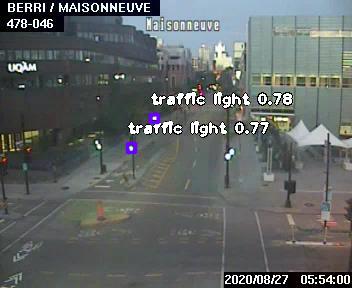 BERRI / MAISONNEUVE
478-046
Maisonneuve
UQAM
traffic light 0.78
traffic light 0.77
2020/08/27 05:54:00